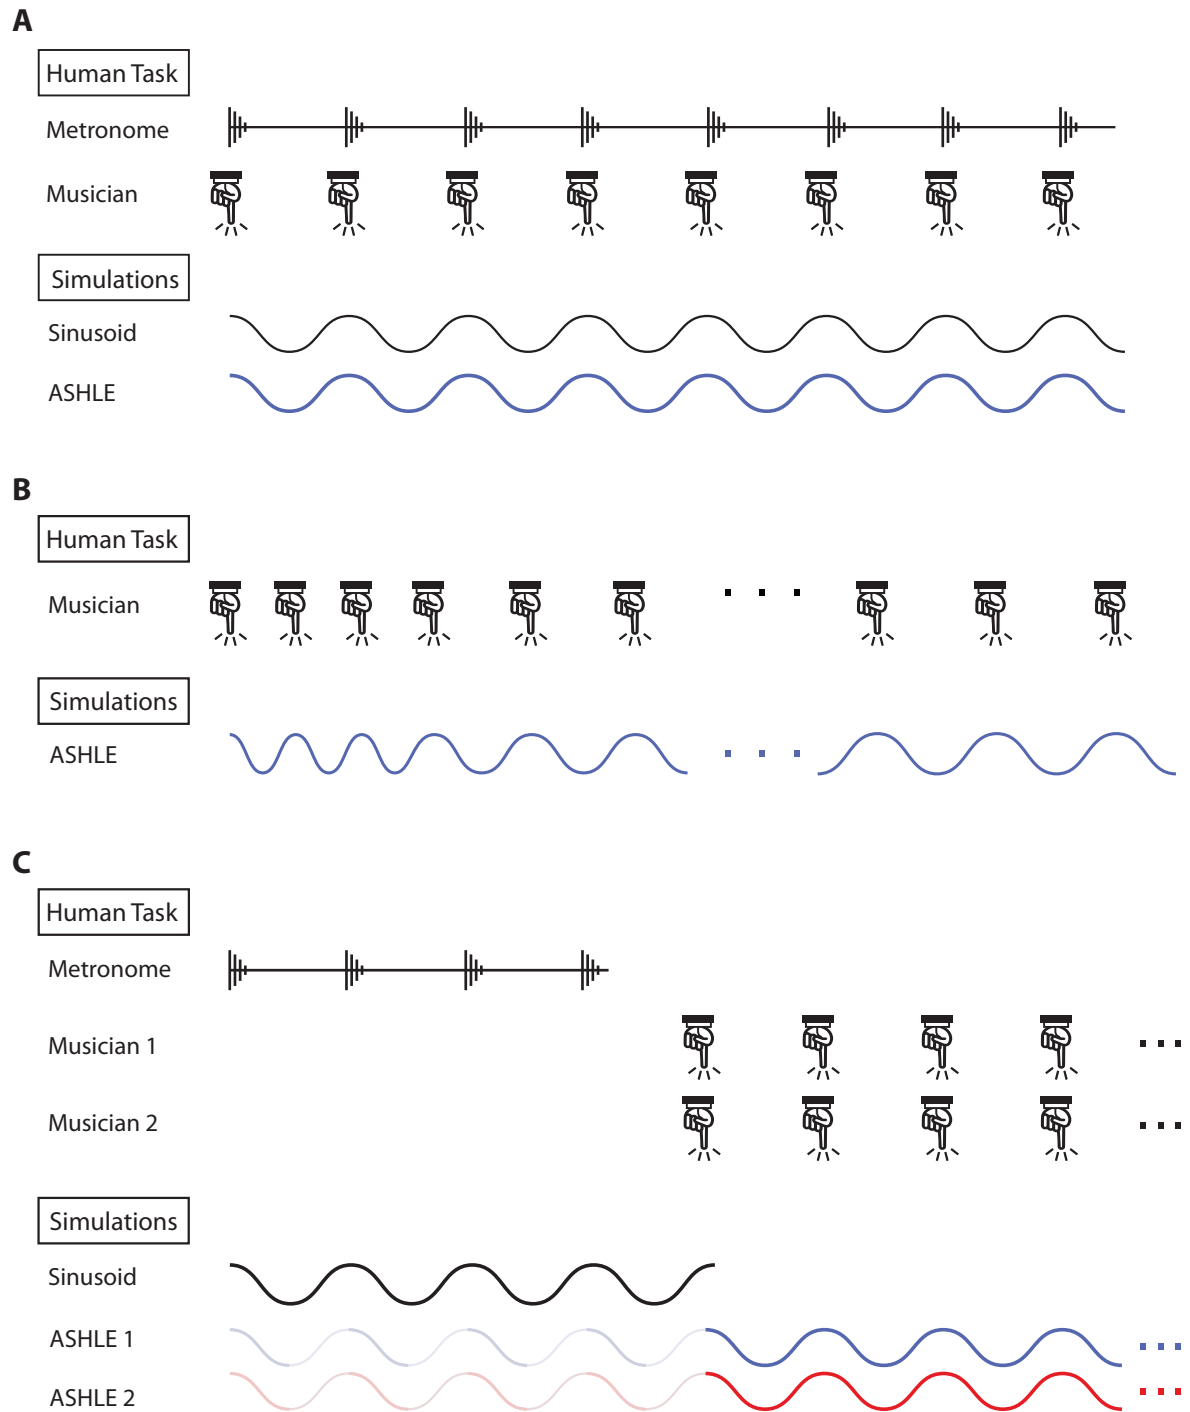 A
Human Task
Metronome
Musician
Simulations
Sinusoid
ASHLE
B
Human Task
Musician
Simulations
ASHLE
C
Human Task
Metronome
Musician 1
Musician 2
Simulations
Sinusoid
ASHLE 1
ASHLE 2